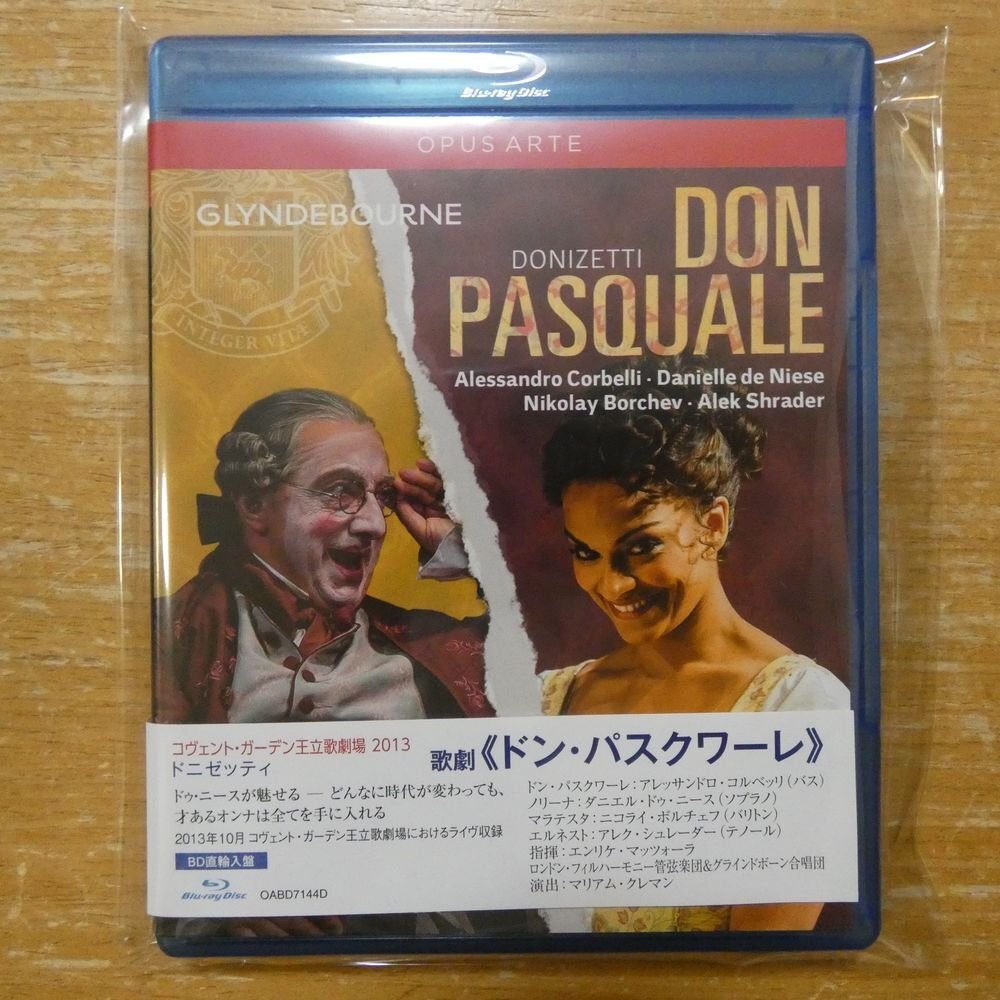 Blu-ray Disc
OPUS ARTE
GLYNDEBOURNE
INTEGER VITÆ
DONIZETTI
DON
PASQUALE
Alessandro Corbelli · Danielle de Niese
Nikolay Borchev · Alek Shrader
コヴェント・ガーデン王立歌劇場 2013
ドニゼッティ
歌劇《ドン・パスクワーレ》
ドゥ・ニースが魅せる ― どんなに時代が変わっても、
才あるオンナは全てを手に入れる
2013年10月 コヴェント・ガーデン王立歌劇場におけるライヴ収録
BD直輸入盤
Blu-ray Disc OABD7144D
ドン・パスクワーレ：アレッサンドロ・コルベッリ（バス）
ノリーナ：ダニエル・ドゥ・ニース（ソプラノ）
マラテスタ：ニコライ・ボルチェフ（バリトン）
エルネスト：アレク・シュレーダー（テノール）
指揮：エンリケ・マッツォーラ
ロンドン・フィルハーモニー管弦楽団&グラインドボーン合唱団
演出：マリアム・クレマン